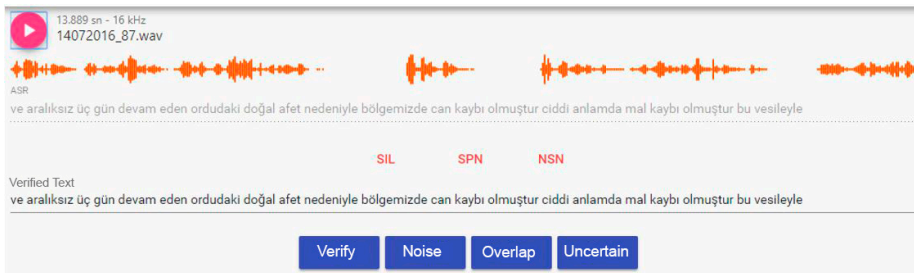 13.889 sn - 16 kHz
14072016_87.wav
ASR
ve aralıksız üç gün devam eden ordudaki doğal afet nedeniyle bölgemizde can kaybı olmuştur ciddi anlamda mal kaybı olmuştur bu vesileyle
SIL SPN NSN
Verified Text
ve aralıksız üç gün devam eden ordudaki doğal afet nedeniyle bölgemizde can kaybı olmuştur ciddi anlamda mal kaybı olmuştur bu vesileyle
Verify Noise Overlap Uncertain